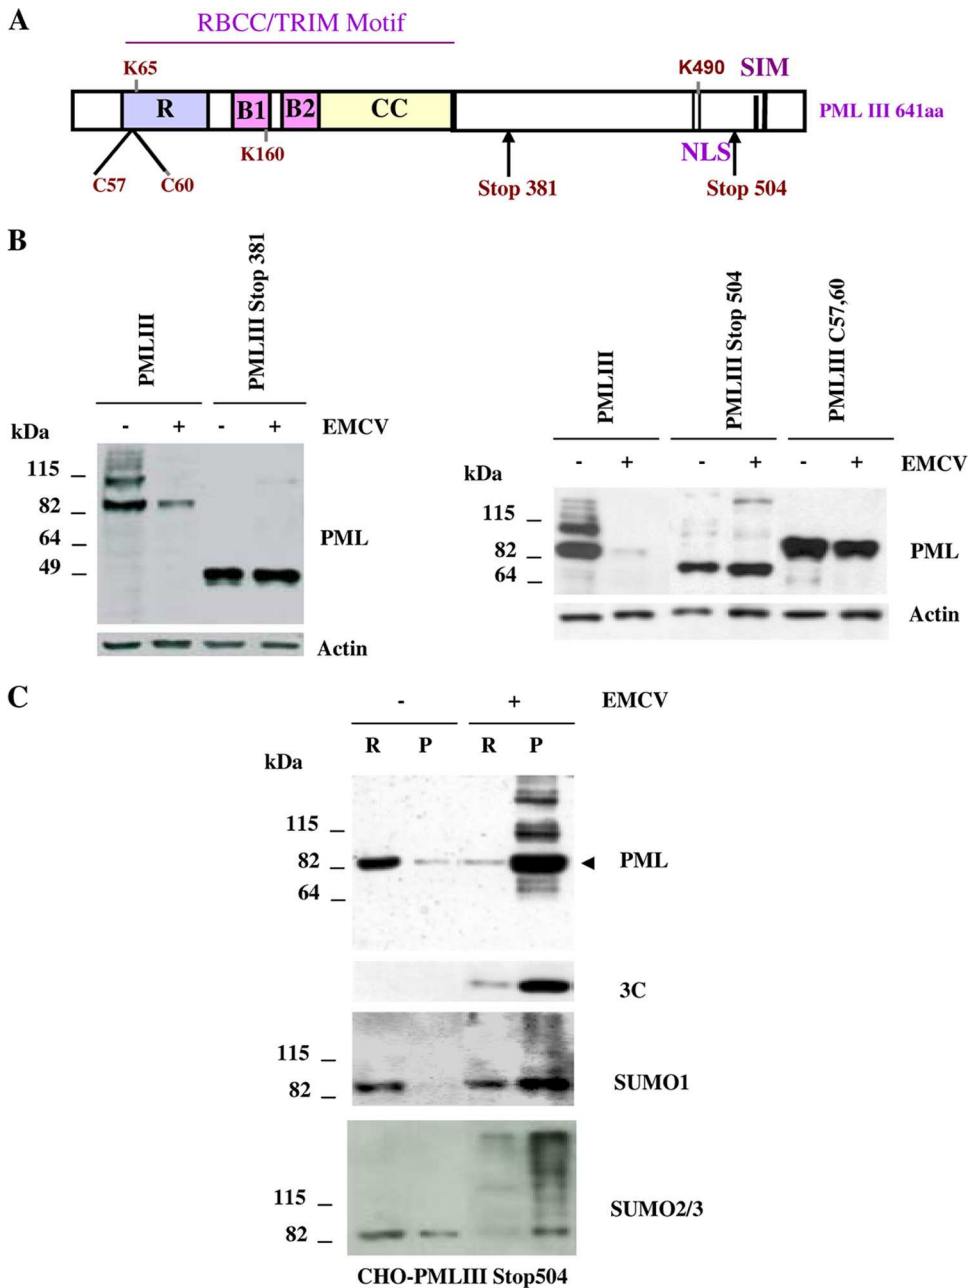 A
RBCC/TRIM Motif
K65
K490
SIM
R
B1
B2
CC
PML III 641aa
K160
NLS
C57
C60
Stop 381
Stop 504
B
PMLIII
PMLIII Stop 381
kDa
- + - + EMCV
115
82
64
49
PML
Actin
PMLIII
PMLIII Stop 504
PMLIII C57,60
kDa
- + - + - + EMCV
115
82
64
PML
Actin
C
- + EMCV
R P R P
kDa
115
82
64
PML
3C
115
82
SUMO1
115
82
SUMO2/3
CHO-PMLIII Stop504